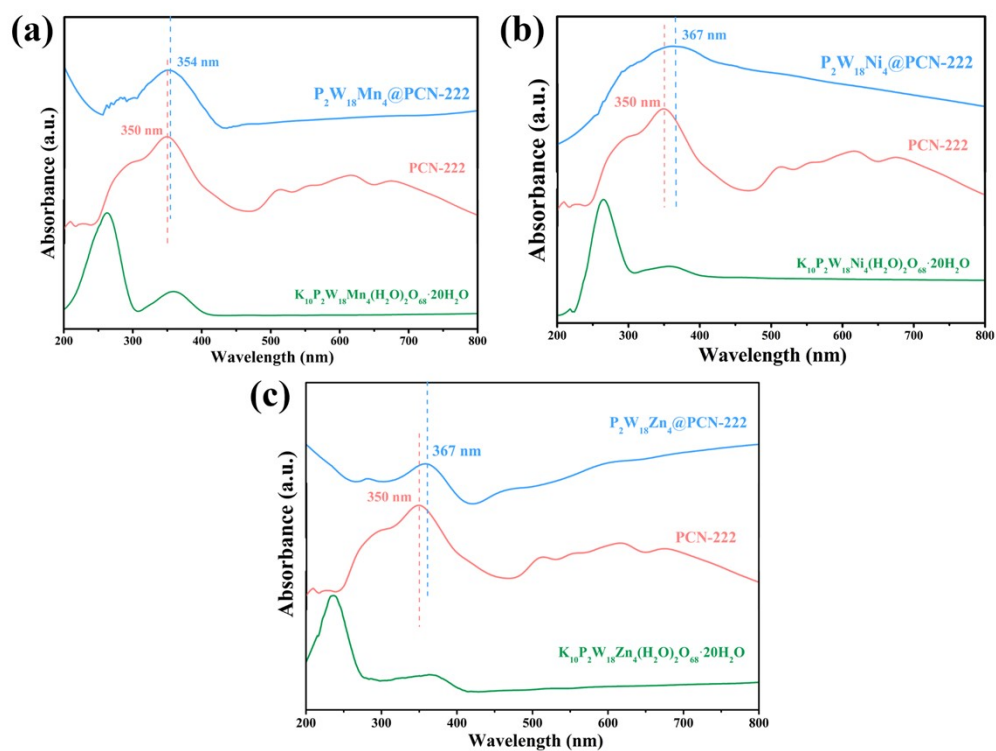 (a)
354 nm
P₂W₁₈Mn₄@PCN-222
350 nm
PCN-222
K₁₀P₂W₁₈Mn₄(H₂O)₂O₆₈·20H₂O
Absorbance (a.u.)
200 300 400 500 600 700 800
Wavelength (nm)
(b)
367 nm
P₂W₁₈Ni₄@PCN-222
350 nm
PCN-222
K₁₀P₂W₁₈Ni₄(H₂O)₂O₆₈·20H₂O
Absorbance (a.u.)
200 300 400 500 600 700 800
Wavelength (nm)
(c)
P₂W₁₈Zn₄@PCN-222
367 nm
350 nm
PCN-222
K₁₀P₂W₁₈Zn₄(H₂O)₂O₆₈·20H₂O
Absorbance (a.u.)
200 300 400 500 600 700 800
Wavelength (nm)